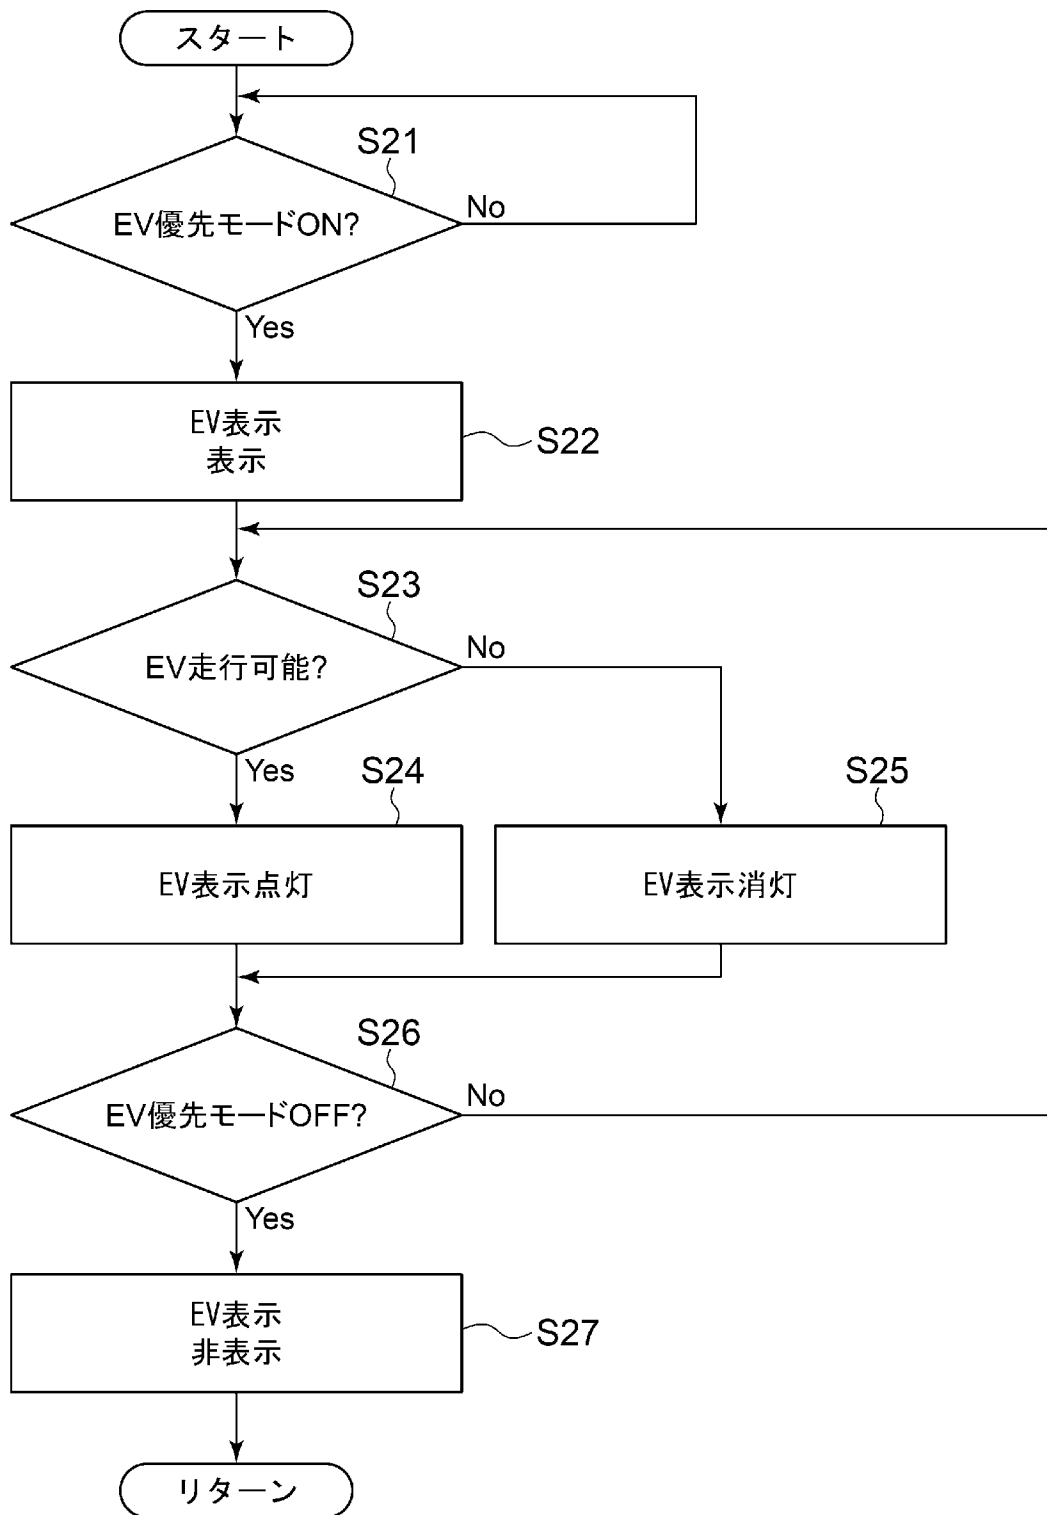 スタート
S21
EV優先モードON?
No
Yes
EV表示
表示
S22
S23
EV走行可能?
No
Yes
S24
S25
EV表示点灯
EV表示消灯
S26
EV優先モードOFF?
No
Yes
EV表示
非表示
S27
リターン